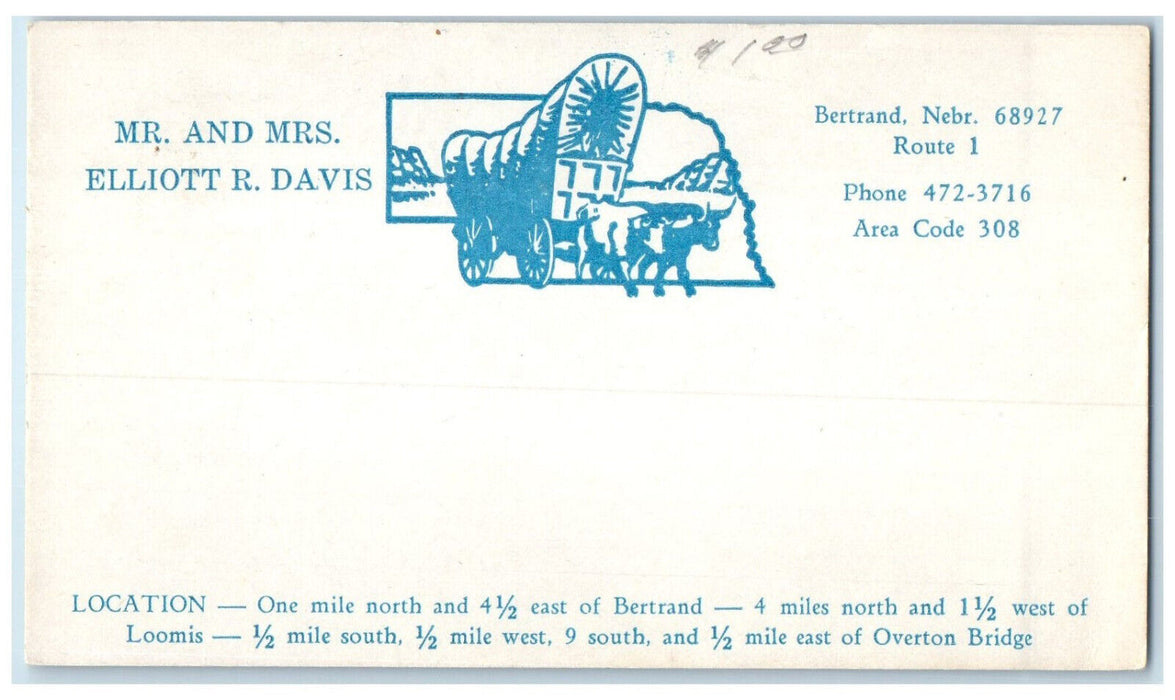 $ 1 00
MR. AND MRS.
ELLIOTT R. DAVIS
Bertrand, Nebr. 68927
Route 1
Phone 472-3716
Area Code 308
LOCATION — One mile north and 4½ east of Bertrand — 4 miles north and 1½ west of
Loomis — ½ mile south, ½ mile west, 9 south, and ½ mile east of Overton Bridge